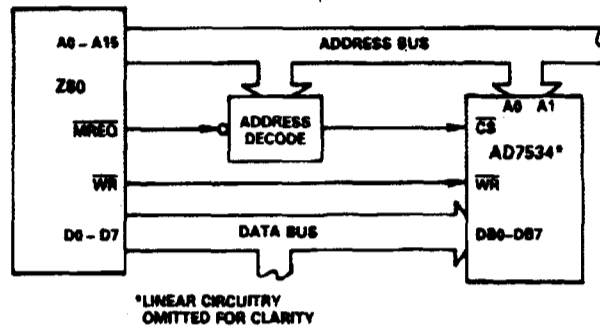 A0 – A15
ADDRESS BUS
Z80
A0 A1
MREQ
ADDRESS
DECODE
CS
AD7534*
WR
WR
D0 – D7
DATA BUS
DB0–DB7
*LINEAR CIRCUITRY
OMITTED FOR CLARITY